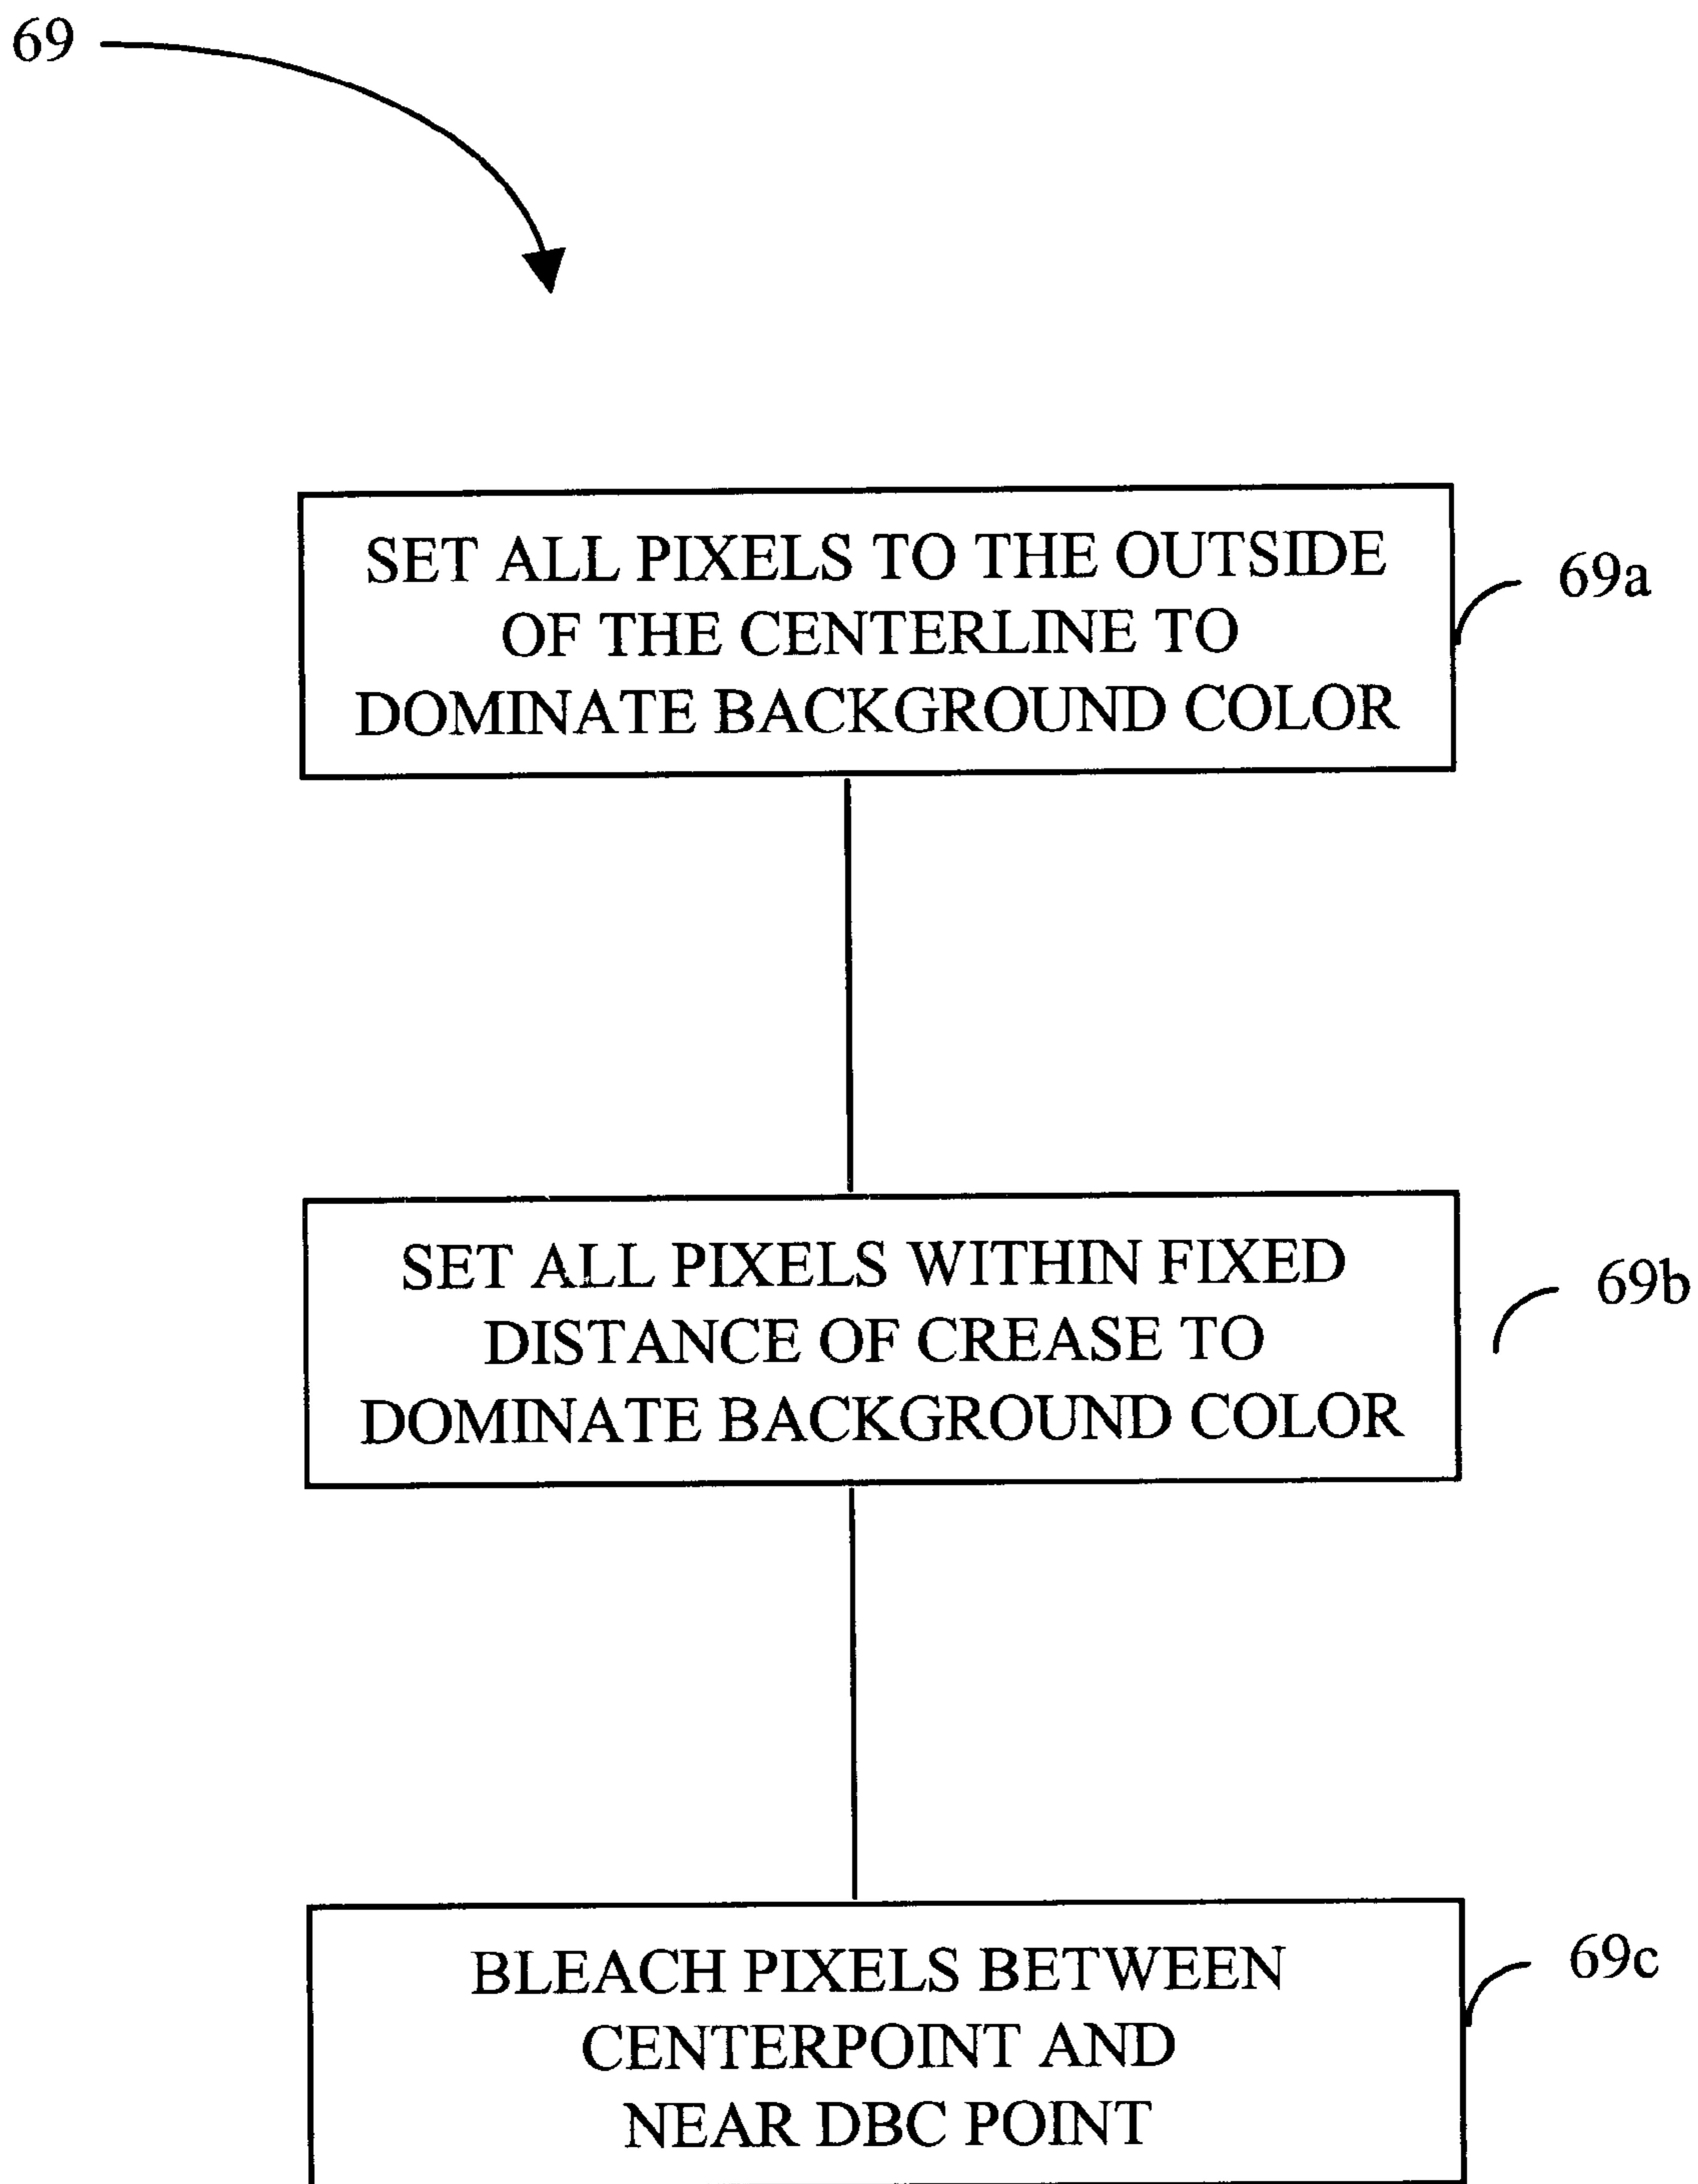 69
SET ALL PIXELS TO THE OUTSIDE
OF THE CENTERLINE TO
DOMINATE BACKGROUND COLOR
69a
SET ALL PIXELS WITHIN FIXED
DISTANCE OF CREASE TO
DOMINATE BACKGROUND COLOR
69b
BLEACH PIXELS BETWEEN
CENTERPOINT AND
NEAR DBC POINT
69c